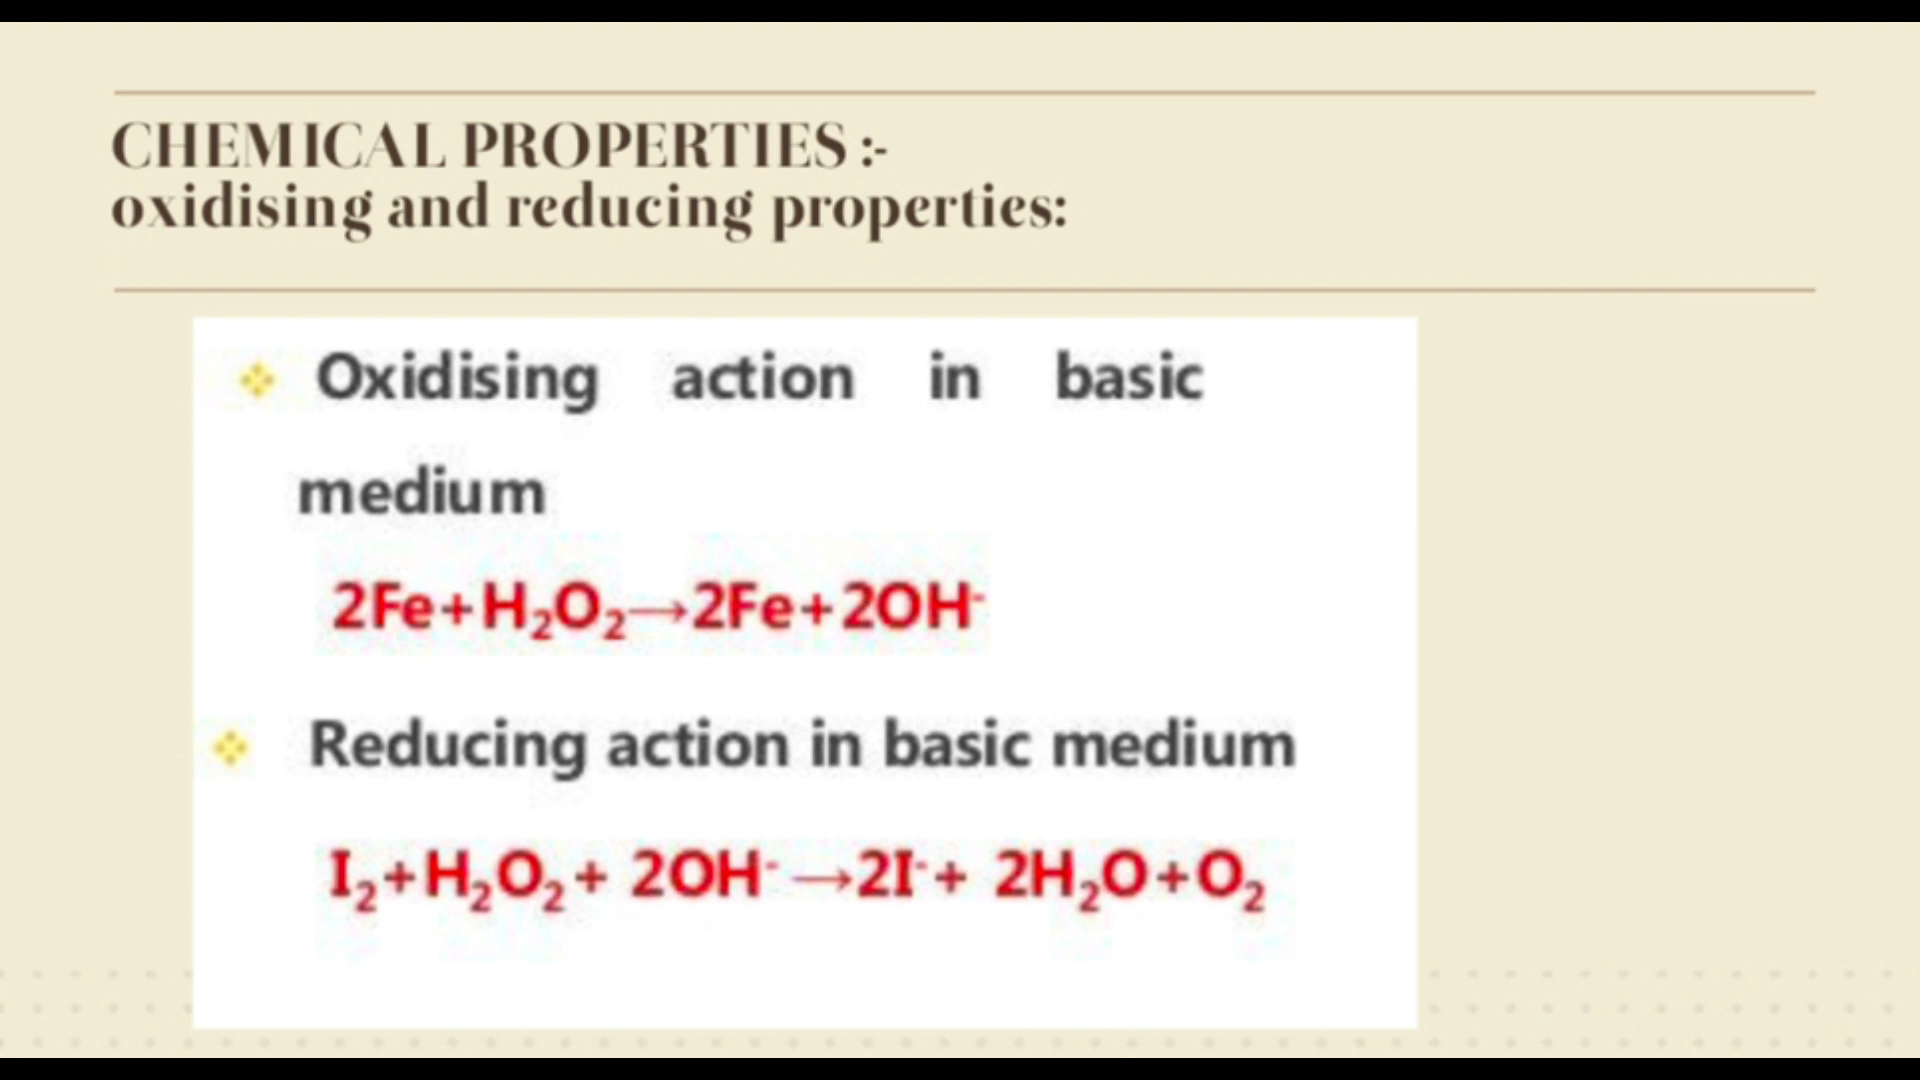 CHEMICAL PROPERTIES :-
oxidising and reducing properties:
Oxidising action in basic
medium
2Fe+H₂O₂→2Fe+2OH⁻
Reducing action in basic medium
I₂+H₂O₂+ 2OH⁻→2I⁻+ 2H₂O+O₂